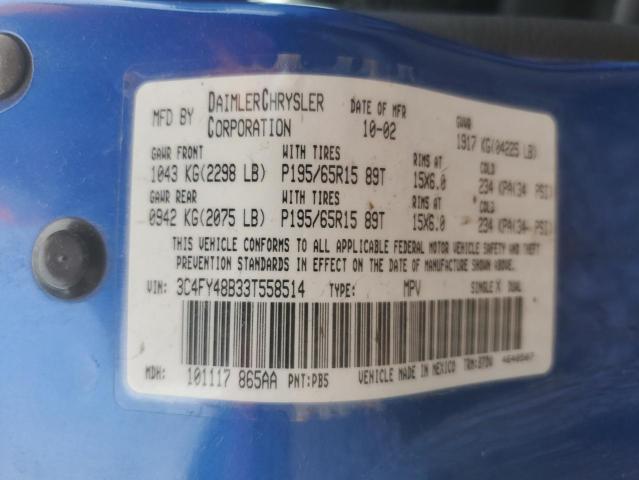 MFD BY DAIMLERCHRYSLER CORPORATION DATE OF MFR 10-02 GVWR 1917 KG(04225 LB)
GAWR FRONT WITH TIRES RIMS AT COLD
1043 KG(2298 LB) P195/65R15 89T 15X6.0 234 KPA(34 PSI)
GAWR REAR WITH TIRES RIMS AT COLD
0942 KG(2075 LB) P195/65R15 89T 15X6.0 234 KPA(34 PSI)
THIS VEHICLE CONFORMS TO ALL APPLICABLE FEDERAL MOTOR VEHICLE SAFETY AND THEFT
PREVENTION STANDARDS IN EFFECT ON THE DATE OF MANUFACTURE SHOWN ABOVE.
VIN: 3C4FY48B33T558514 TYPE: MPV SINGLE X DUAL
MDH: 101117 865AA PNT:PB5 VEHICLE MADE IN MEXICO